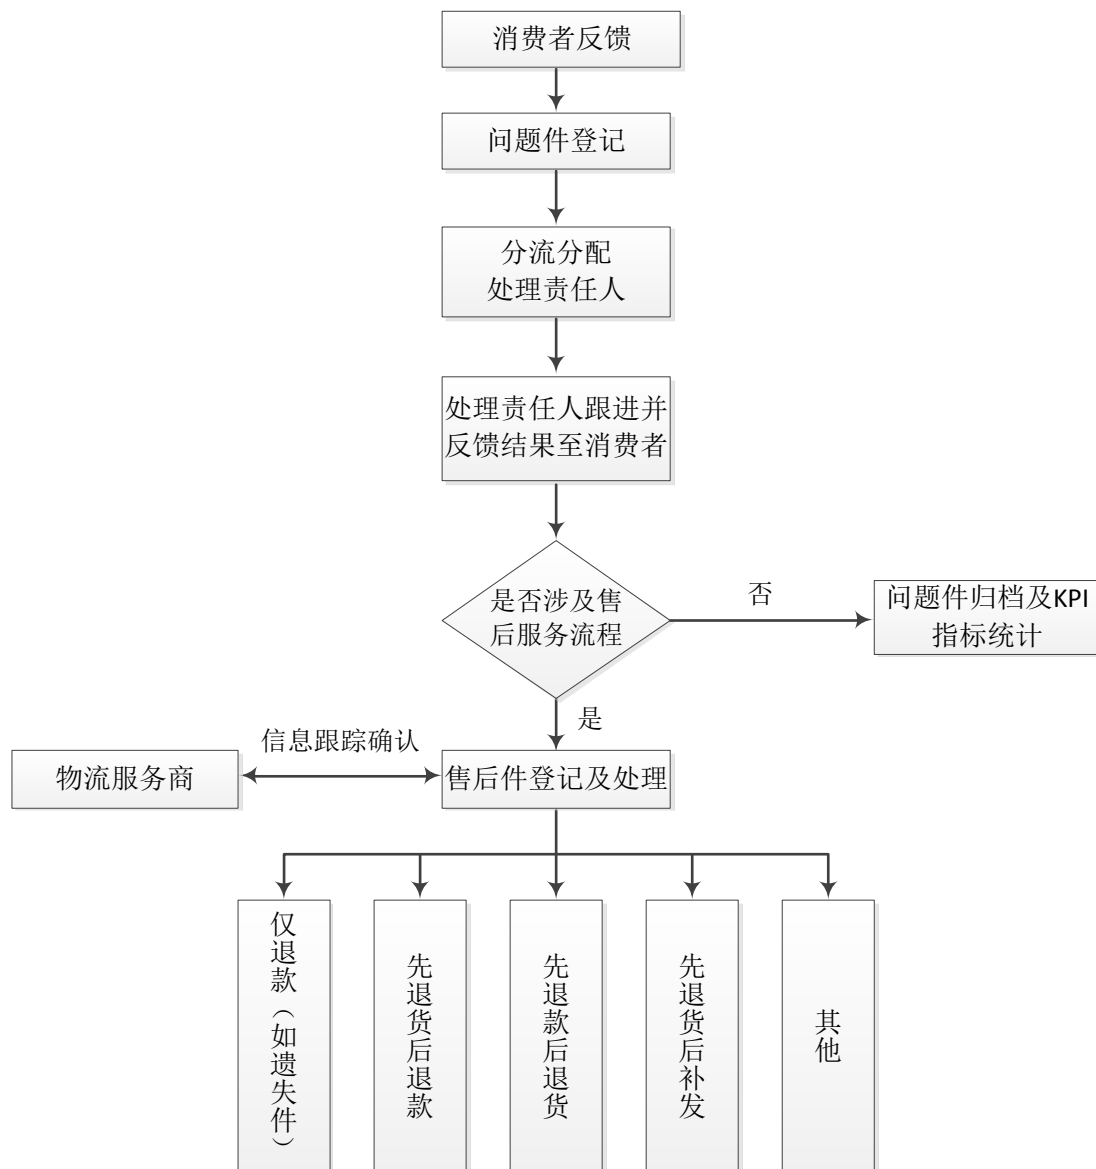 消费者反馈
问题件登记
分流分配
处理责任人
处理责任人跟进并
反馈结果至消费者
是否涉及售
后服务流程
否
问题件归档及KPI
指标统计
是
信息跟踪确认
物流服务商
售后件登记及处理
仅退款（如遗失件）
先退货后退款
先退款后退货
先退货后补发
其他